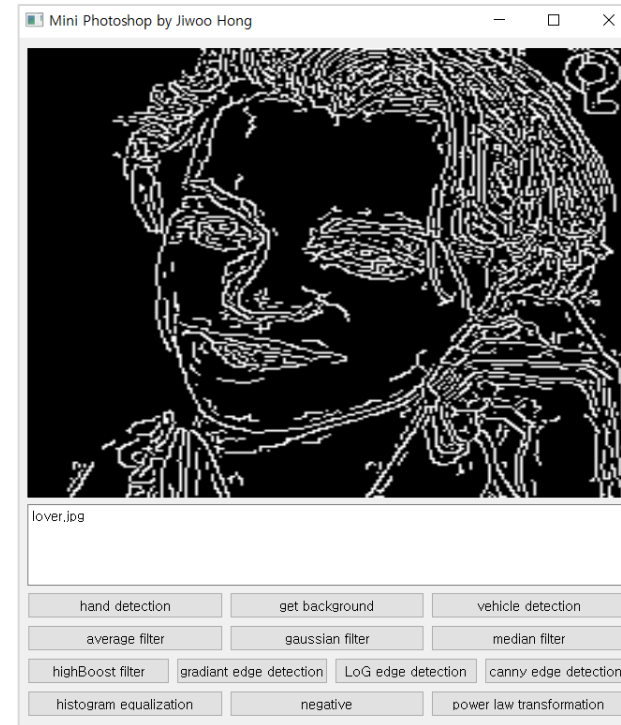 Mini Photoshop by Jiwoo Hong
lover.jpg
hand detection get background vehicle detection
average filter gaussian filter median filter
highBoost filter gradiant edge detection LoG edge detection canny edge detection
histogram equalization negative power law transformation